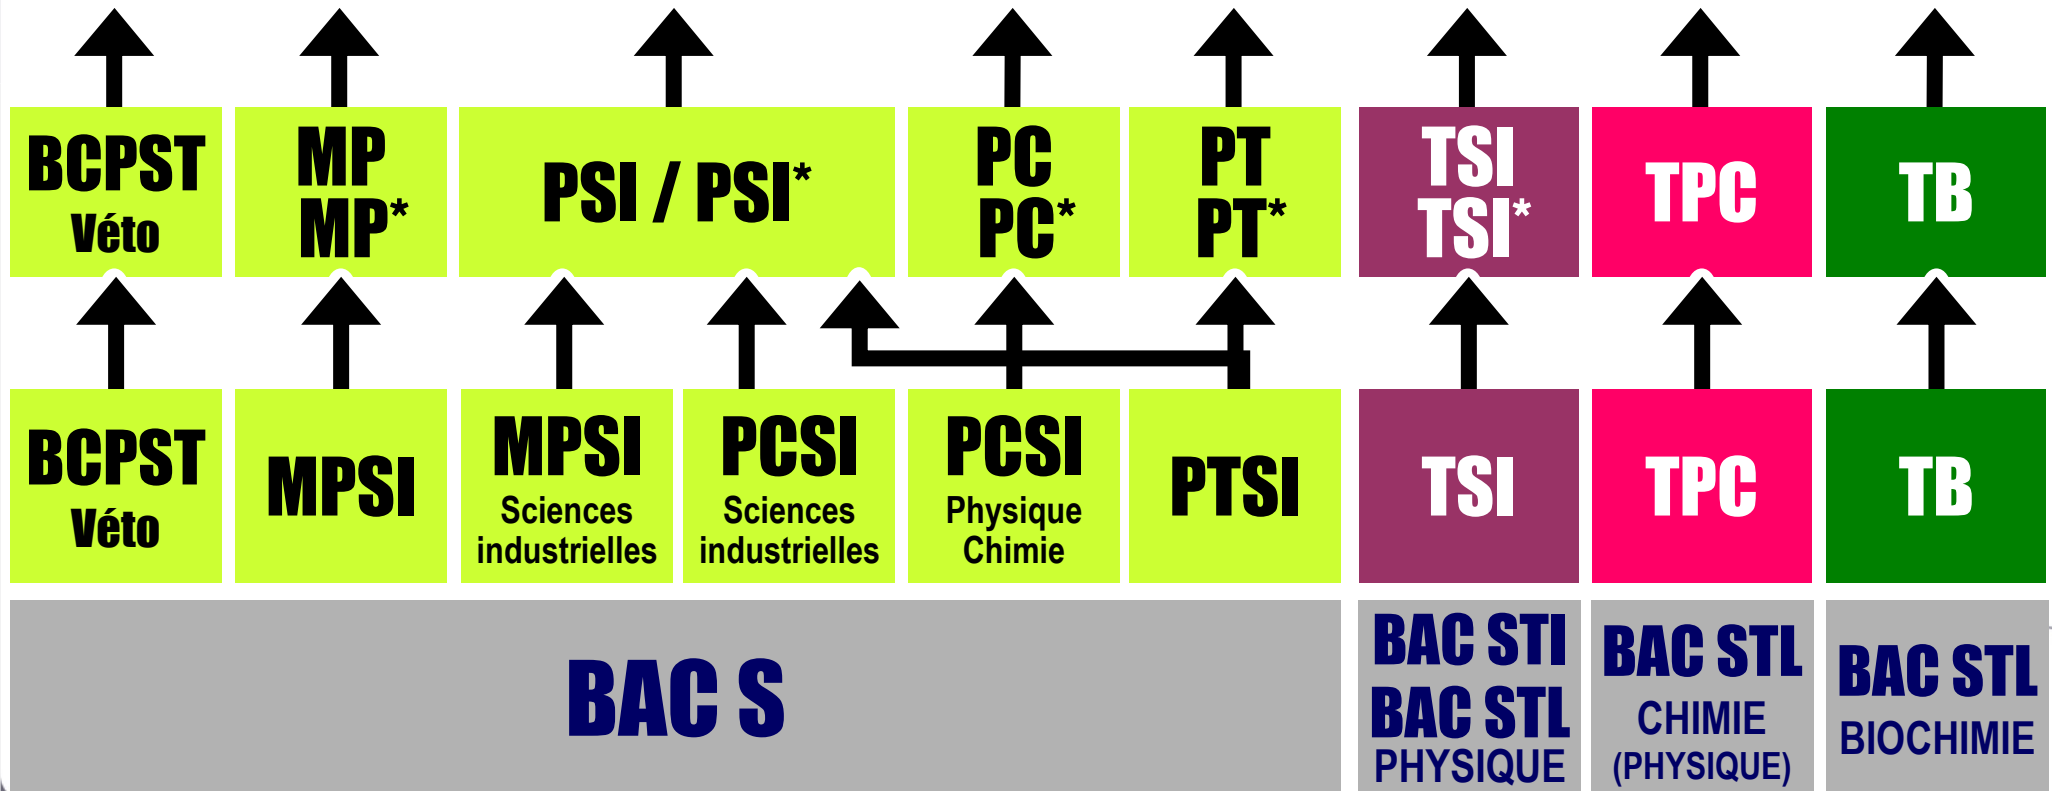 BCPST
Véto
MP
MP*
PSI / PSI*
PC
PC*
PT
PT*
TSI
TSI*
TPC
TB
BCPST
Véto
MPSI
MPSI
Sciences
industrielles
PCSI
Sciences
industrielles
PCSI
Physique
Chimie
PTSI
TSI
TPC
TB
BAC S
BAC STI
BAC STL
PHYSIQUE
BAC STL
CHIMIE
(PHYSIQUE)
BAC STL
BIOCHIMIE